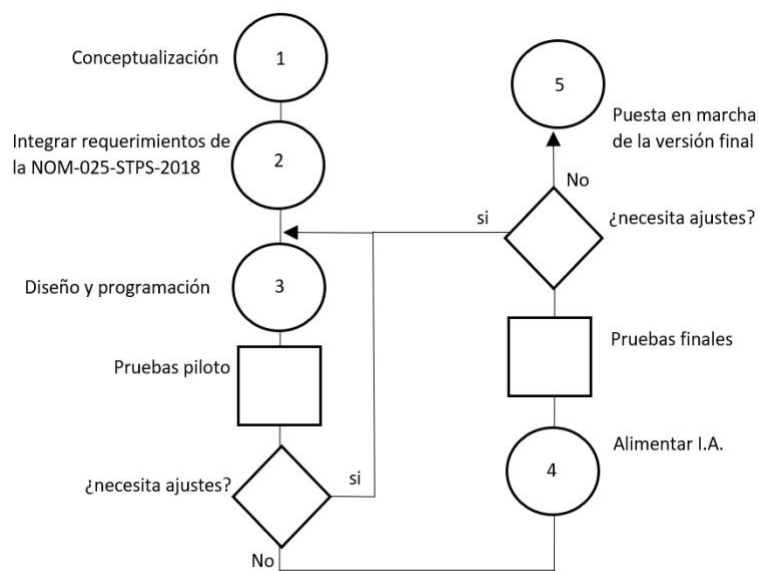 Conceptualización
1
Integrar requerimientos de
la NOM-025-STPS-2018
2
Diseño y programación
3
Pruebas piloto
¿necesita ajustes?
si
No
4
Alimentar I.A.
Pruebas finales
¿necesita ajustes?
si
No
5
Puesta en marcha
de la versión final